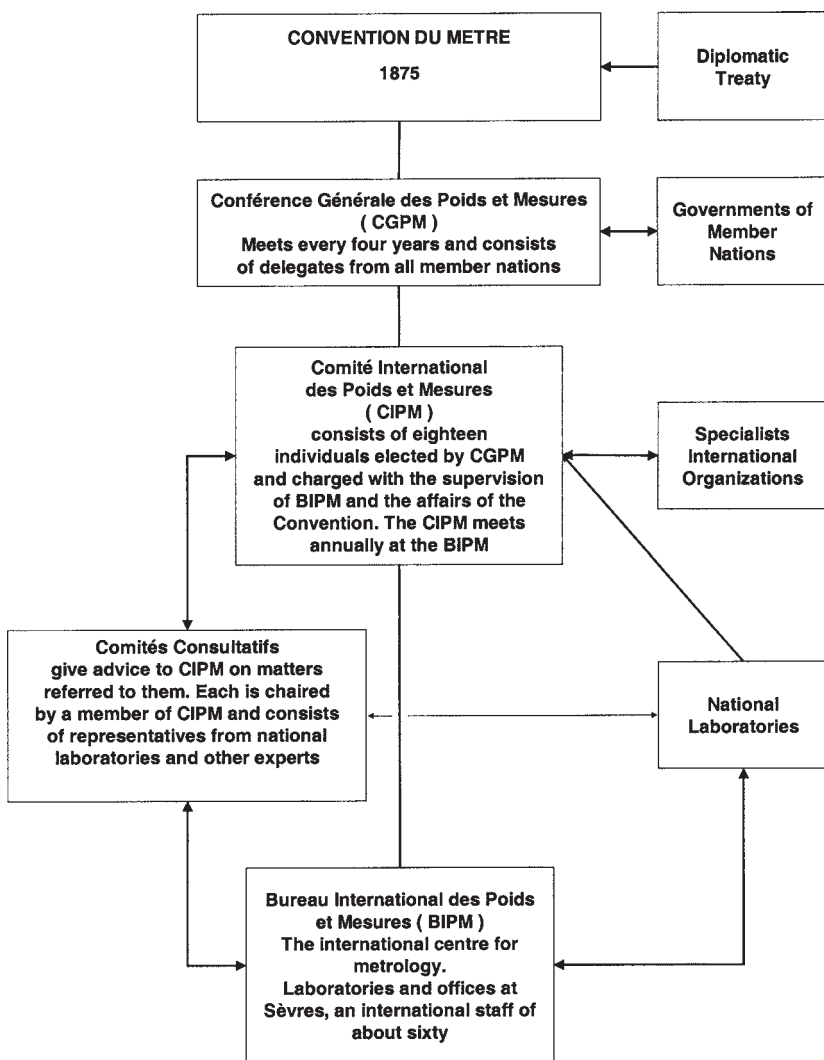 CONVENTION DU METRE
1875
Diplomatic
Treaty
Conférence Générale des Poids et Mesures
( CGPM )
Meets every four years and consists
of delegates from all member nations
Governments of
Member
Nations
Comité International
des Poids et Mesures
( CIPM )
consists of eighteen
individuals elected by CGPM
and charged with the supervision
of BIPM and the affairs of the
Convention. The CIPM meets
annually at the BIPM
Specialists
International
Organizations
Comités Consultatifs
give advice to CIPM on matters
referred to them. Each is chaired
by a member of CIPM and consists
of representatives from national
laboratories and other experts
National
Laboratories
Bureau International des Poids
et Mesures ( BIPM )
The international centre for
metrology.
Laboratories and offices at
Sèvres, an international staff of
about sixty